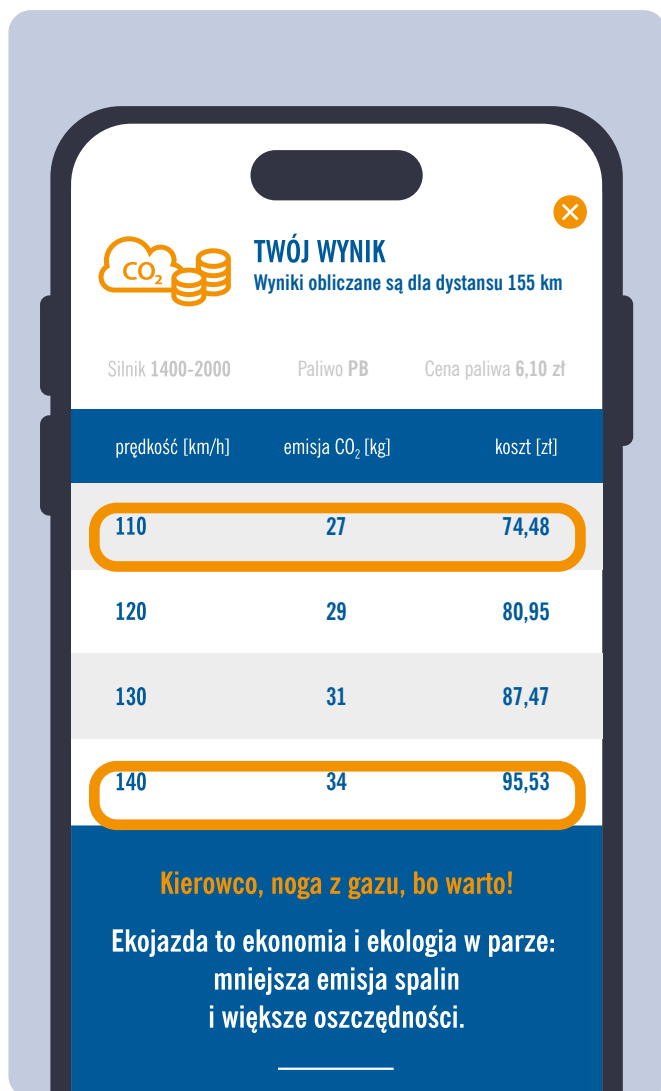 CO₂
TWÓJ WYNIK
Wyniki obliczane są dla dystansu 155 km
Silnik 1400-2000 Paliwo PB Cena paliwa 6,10 zł
prędkość [km/h] emisja CO₂ [kg] koszt [zł]
110 27 74,48
120 29 80,95
130 31 87,47
140 34 95,53
Kierowco, noga z gazu, bo warto!
Ekojazda to ekonomia i ekologia w parze:
mniejsza emisja spalin
i większe oszczędności.